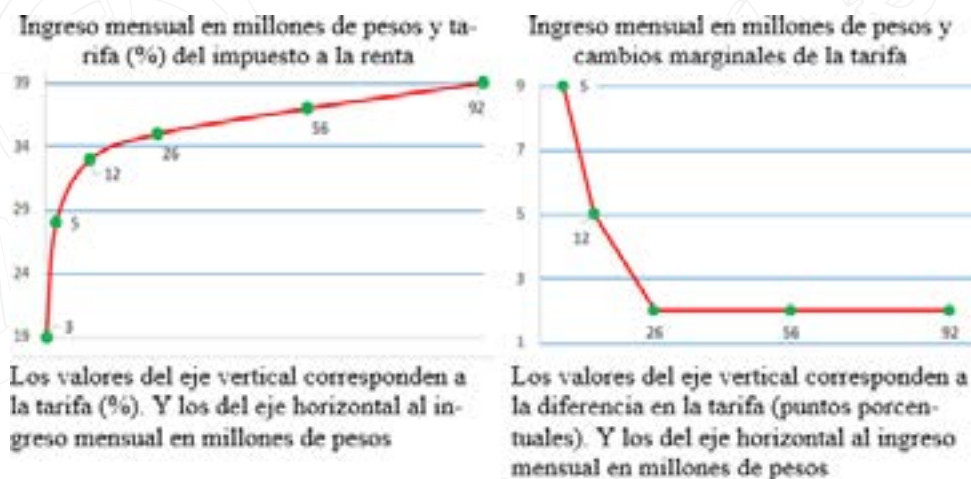 Ingreso mensual en millones de pesos y ta-
rifa (%) del impuesto a la renta
39
34
29
24
19
3
5
12
26
56
92
Los valores del eje vertical corresponden a
la tarifa (%). Y los del eje horizontal al in-
greso mensual en millones de pesos
Ingreso mensual en millones de pesos y
cambios marginales de la tarifa
9
7
5
3
1
5
12
26
56
92
Los valores del eje vertical corresponden a
la diferencia en la tarifa (puntos porcen-
tuales). Y los del eje horizontal al ingreso
mensual en millones de pesos